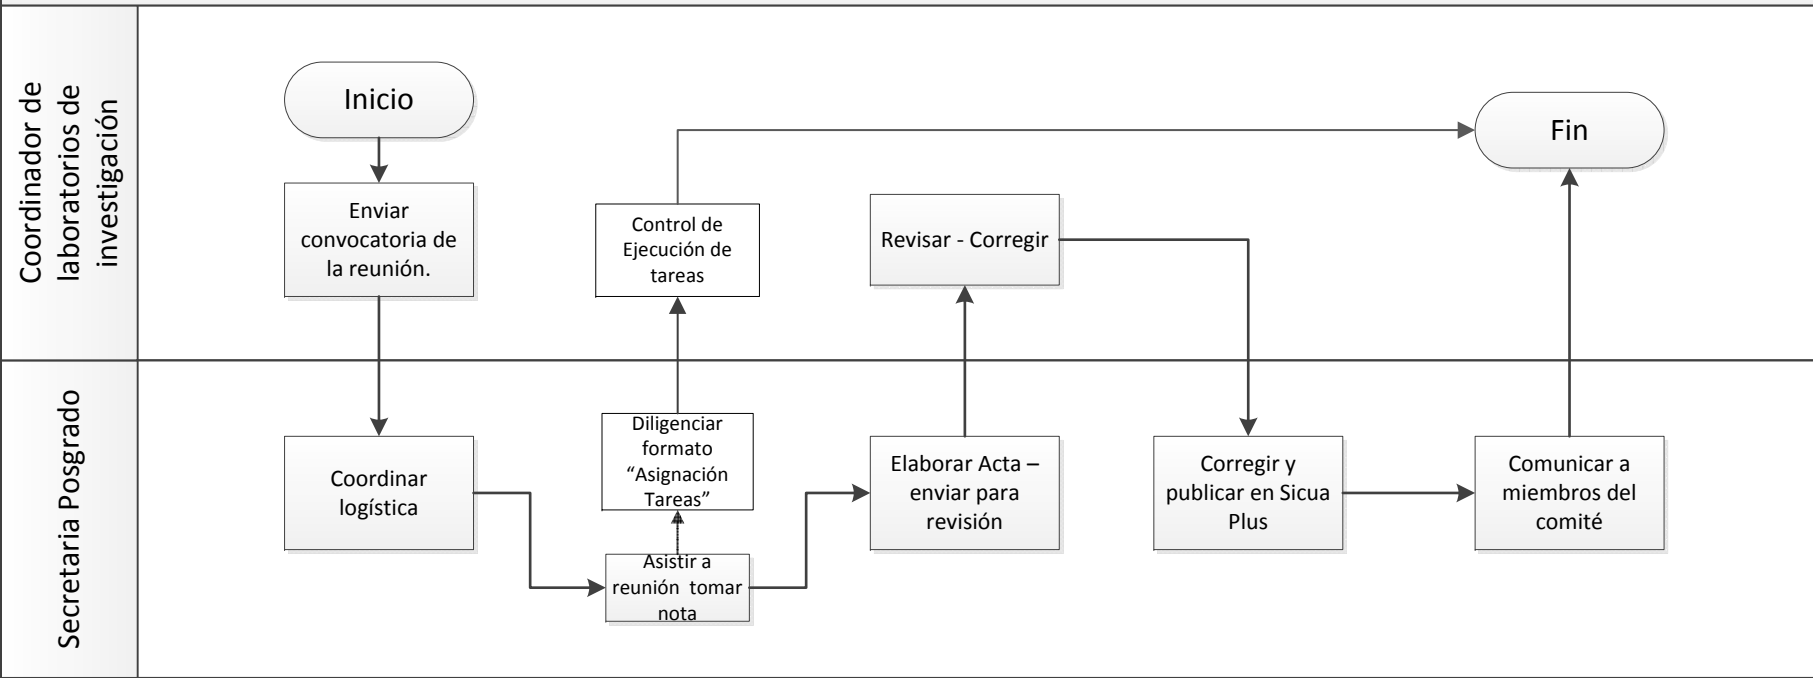 Coordinador de
laboratorios de
investigación
Inicio
Enviar
convocatoria de
la reunión.
Control de
Ejecución de
tareas
Revisar - Corregir
Fin
Secretaria Posgrado
Coordinar
logística
Diligenciar
formato
“Asignación
Tareas”
Asistir a
reunión tomar
nota
Elaborar Acta –
enviar para
revisión
Corregir y
publicar en Sicua
Plus
Comunicar a
miembros del
comité